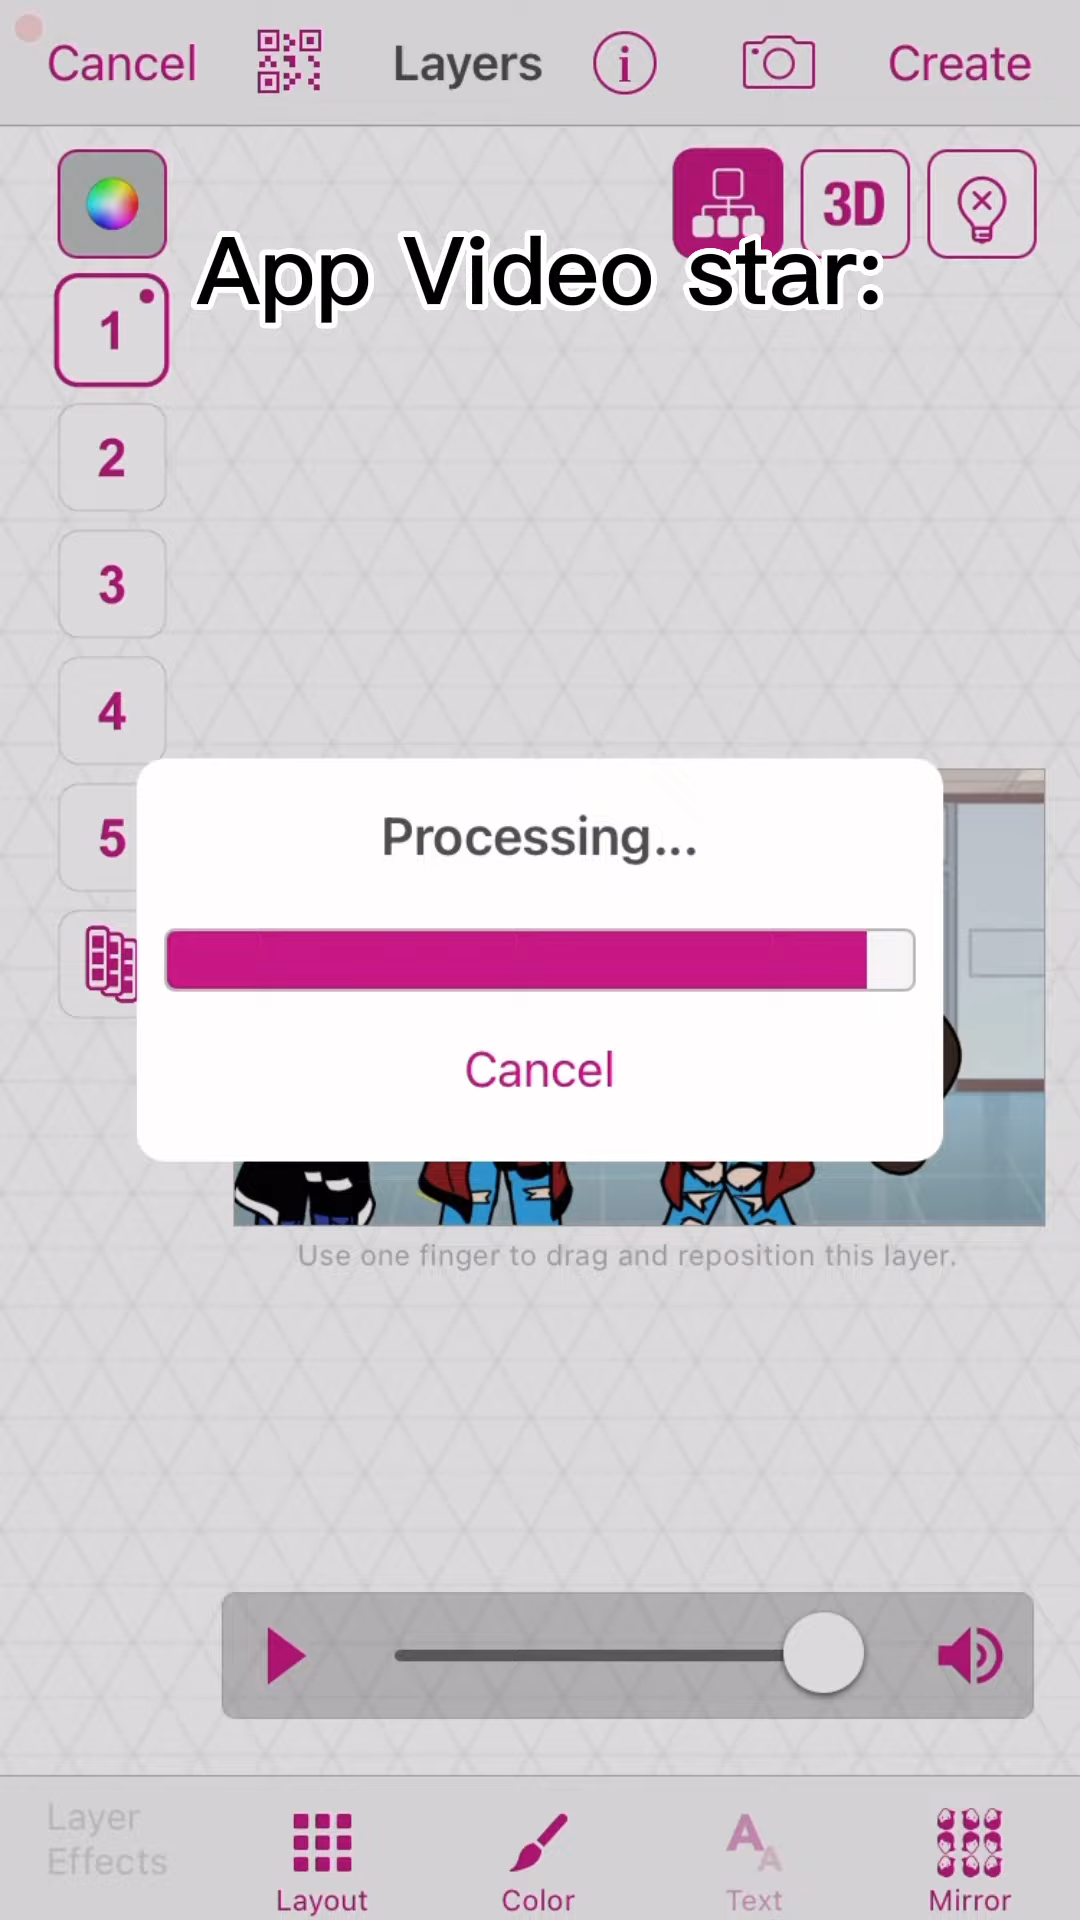 Cancel
Layers
i
Create
3D
App Video star:
1
2
3
4
5
Processing...
Cancel
Use one finger to drag and reposition this layer.
Layer
Effects
Layout
Color
A
A
Text
Mirror